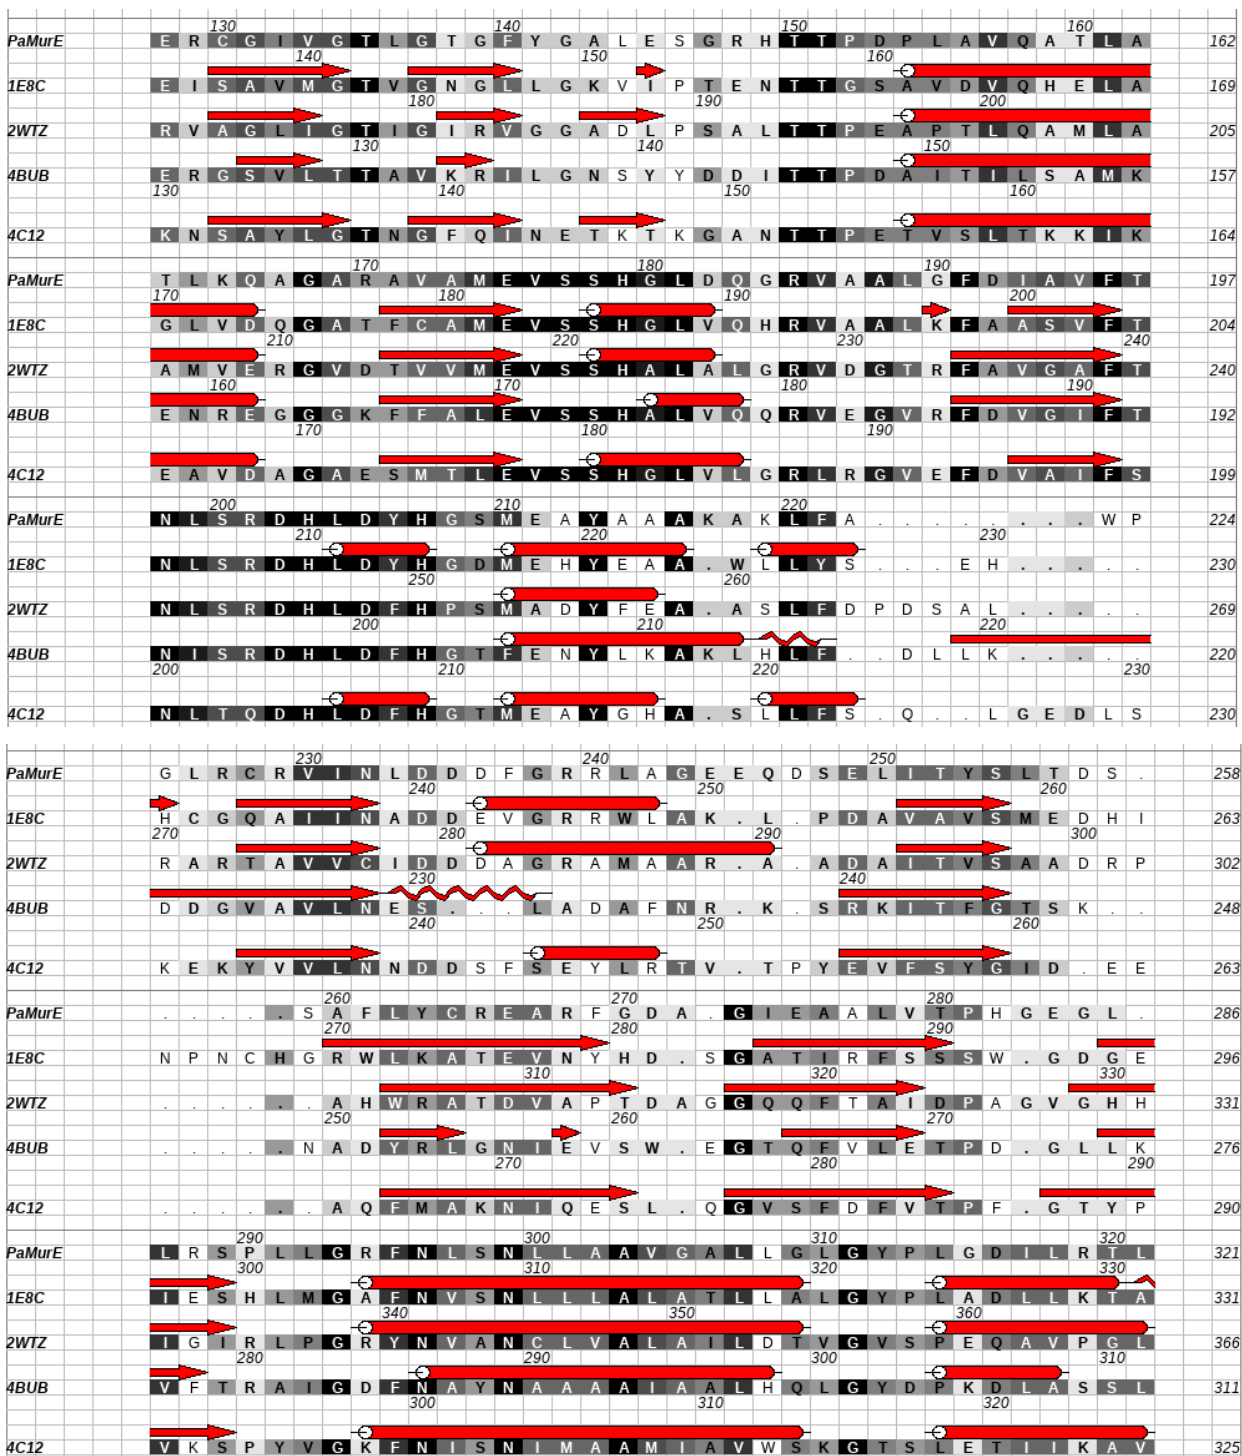 130 140 150 160
PaMurE E R C G I V G T L G T G F Y G A L E S G R H T T P D P L A V Q A T L A 162
140 150 160
1E8C E I S A V M G T V G N G L L G K V I P T E N T T G S A V D V Q H E L A 169
180 190 200
2WTZ R V A G L I G T I G I R V G G A D L P S A L T T P E A P T L Q A M L A 205
130 140 150
4BUB E R G S V L T T A V K R I L G N S Y Y D D I T T P D A I T I L S A M K 157
130 140 150 160
4C12 K N S A Y L G T N G F Q I N E T K T K G A N T T P E T V S L T K K I K 164
170 180 190
PaMurE T L K Q A G A R A V A M E V S S H G L D Q G R V A A L G F D I A V F T 197
170 180 190 200
1E8C G L V D Q G A T F C A M E V S S H G L V Q H R V A A L K F A A S V F T 204
210 220 230 240
2WTZ A M V E R G V D T V V M E V S S H A L A L G R V D G T R F A V G A F T 240
160 170 180 190
4BUB E N R E G G G K F F A L E V S S H A L V Q Q R V E G V R F D V G I F T 192
170 180 190
4C12 E A V D A G A E S M T L E V S S H G L V L G R L R G V E F D V A I F S 199
200 210 220
PaMurE N L S R D H L D Y H G S M E A Y A A A K A K L F A . . . . . . . . W P 224
210 220 230
1E8C N L S R D H L D Y H G D M E H Y E A A . W L L Y S . . . E H . . . . . 230
250 260
2WTZ N L S R D H L D F H P S M A D Y F E A . A S L F D P D S A L . . . . . 269
200 210 220
4BUB N I S R D H L D F H G T F E N Y L K A K L H L F . . D L L K . . . . . 220
200 210 220 230
4C12 N L T Q D H L D F H G T M E A Y G H A . S L L F S . Q . . L G E D L S 230
230 240 250
PaMurE G L R C R V I N L D D D F G R R L A G E E Q D S E L I T Y S L T D S . 258
240 250 260
1E8C H C G Q A I I N A D D E V G R R W L A K . L . P D A V A V S M E D H I 263
270 280 290 300
2WTZ R A R T A V V C I D D D A G R A M A A R . A . A D A I T V S A A D R P 302
230 240
4BUB D D G V A V L N E S . . . L A D A F N R . K . S R K I T F G T S K . . 248
240 250 260
4C12 K E K Y V V L N N D D S F S E Y L R T V . T P Y E V F S Y G I D . E E 263
260 270 280
PaMurE . . . . . S A F L Y C R E A R F G D A . G I E A A L V T P H G E G L . 286
270 280 290
1E8C N P N C H G R W L K A T E V N Y H D . S G A T I R F S S S W . G D G E 296
310 320 330
2WTZ . . . . . . A H W R A T D V A P T D A G G Q Q F T A I D P A G V G H H 331
250 260 270
4BUB . . . . . N A D Y R L G N I E V S W . E G T Q F V L E T P D . G L L K 276
270 280 290
4C12 . . . . . . A Q F M A K N I Q E S L . Q G V S F D F V T P F . G T Y P 290
290 300 310 320
PaMurE L R S P L L G R F N L S N L L A A V G A L L G L G Y P L G D I L R T L 321
300 310 320 330
1E8C I E S H L M G A F N V S N L L L A L A T L L A L G Y P L A D L L K T A 331
340 350 360
2WTZ I G I R L P G R Y N V A N C L V A L A I L D T V G V S P E Q A V P G L 366
280 290 300 310
4BUB V F T R A I G D F N A Y N A A A A I A A L H Q L G Y D P K D L A S S L 311
300 310 320
4C12 V K S P Y V G K F N I S N I M A A M I A V W S K G T S L E T I I K A V 325